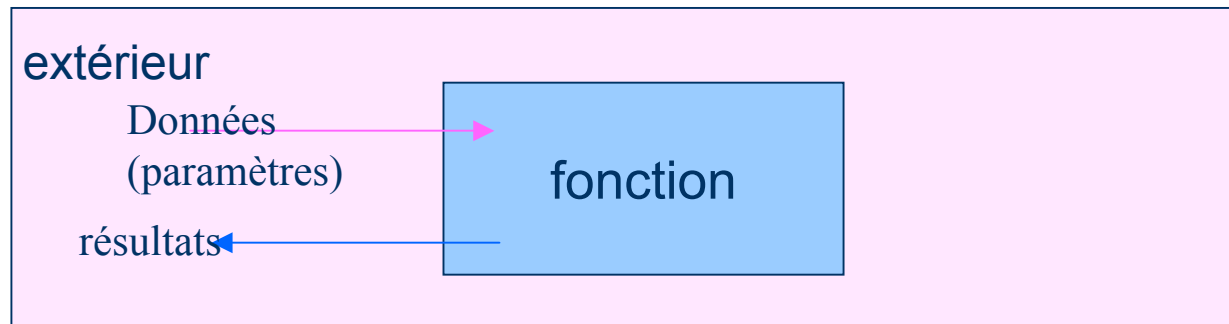 extérieur
Données
(paramètres)
fonction
résultats